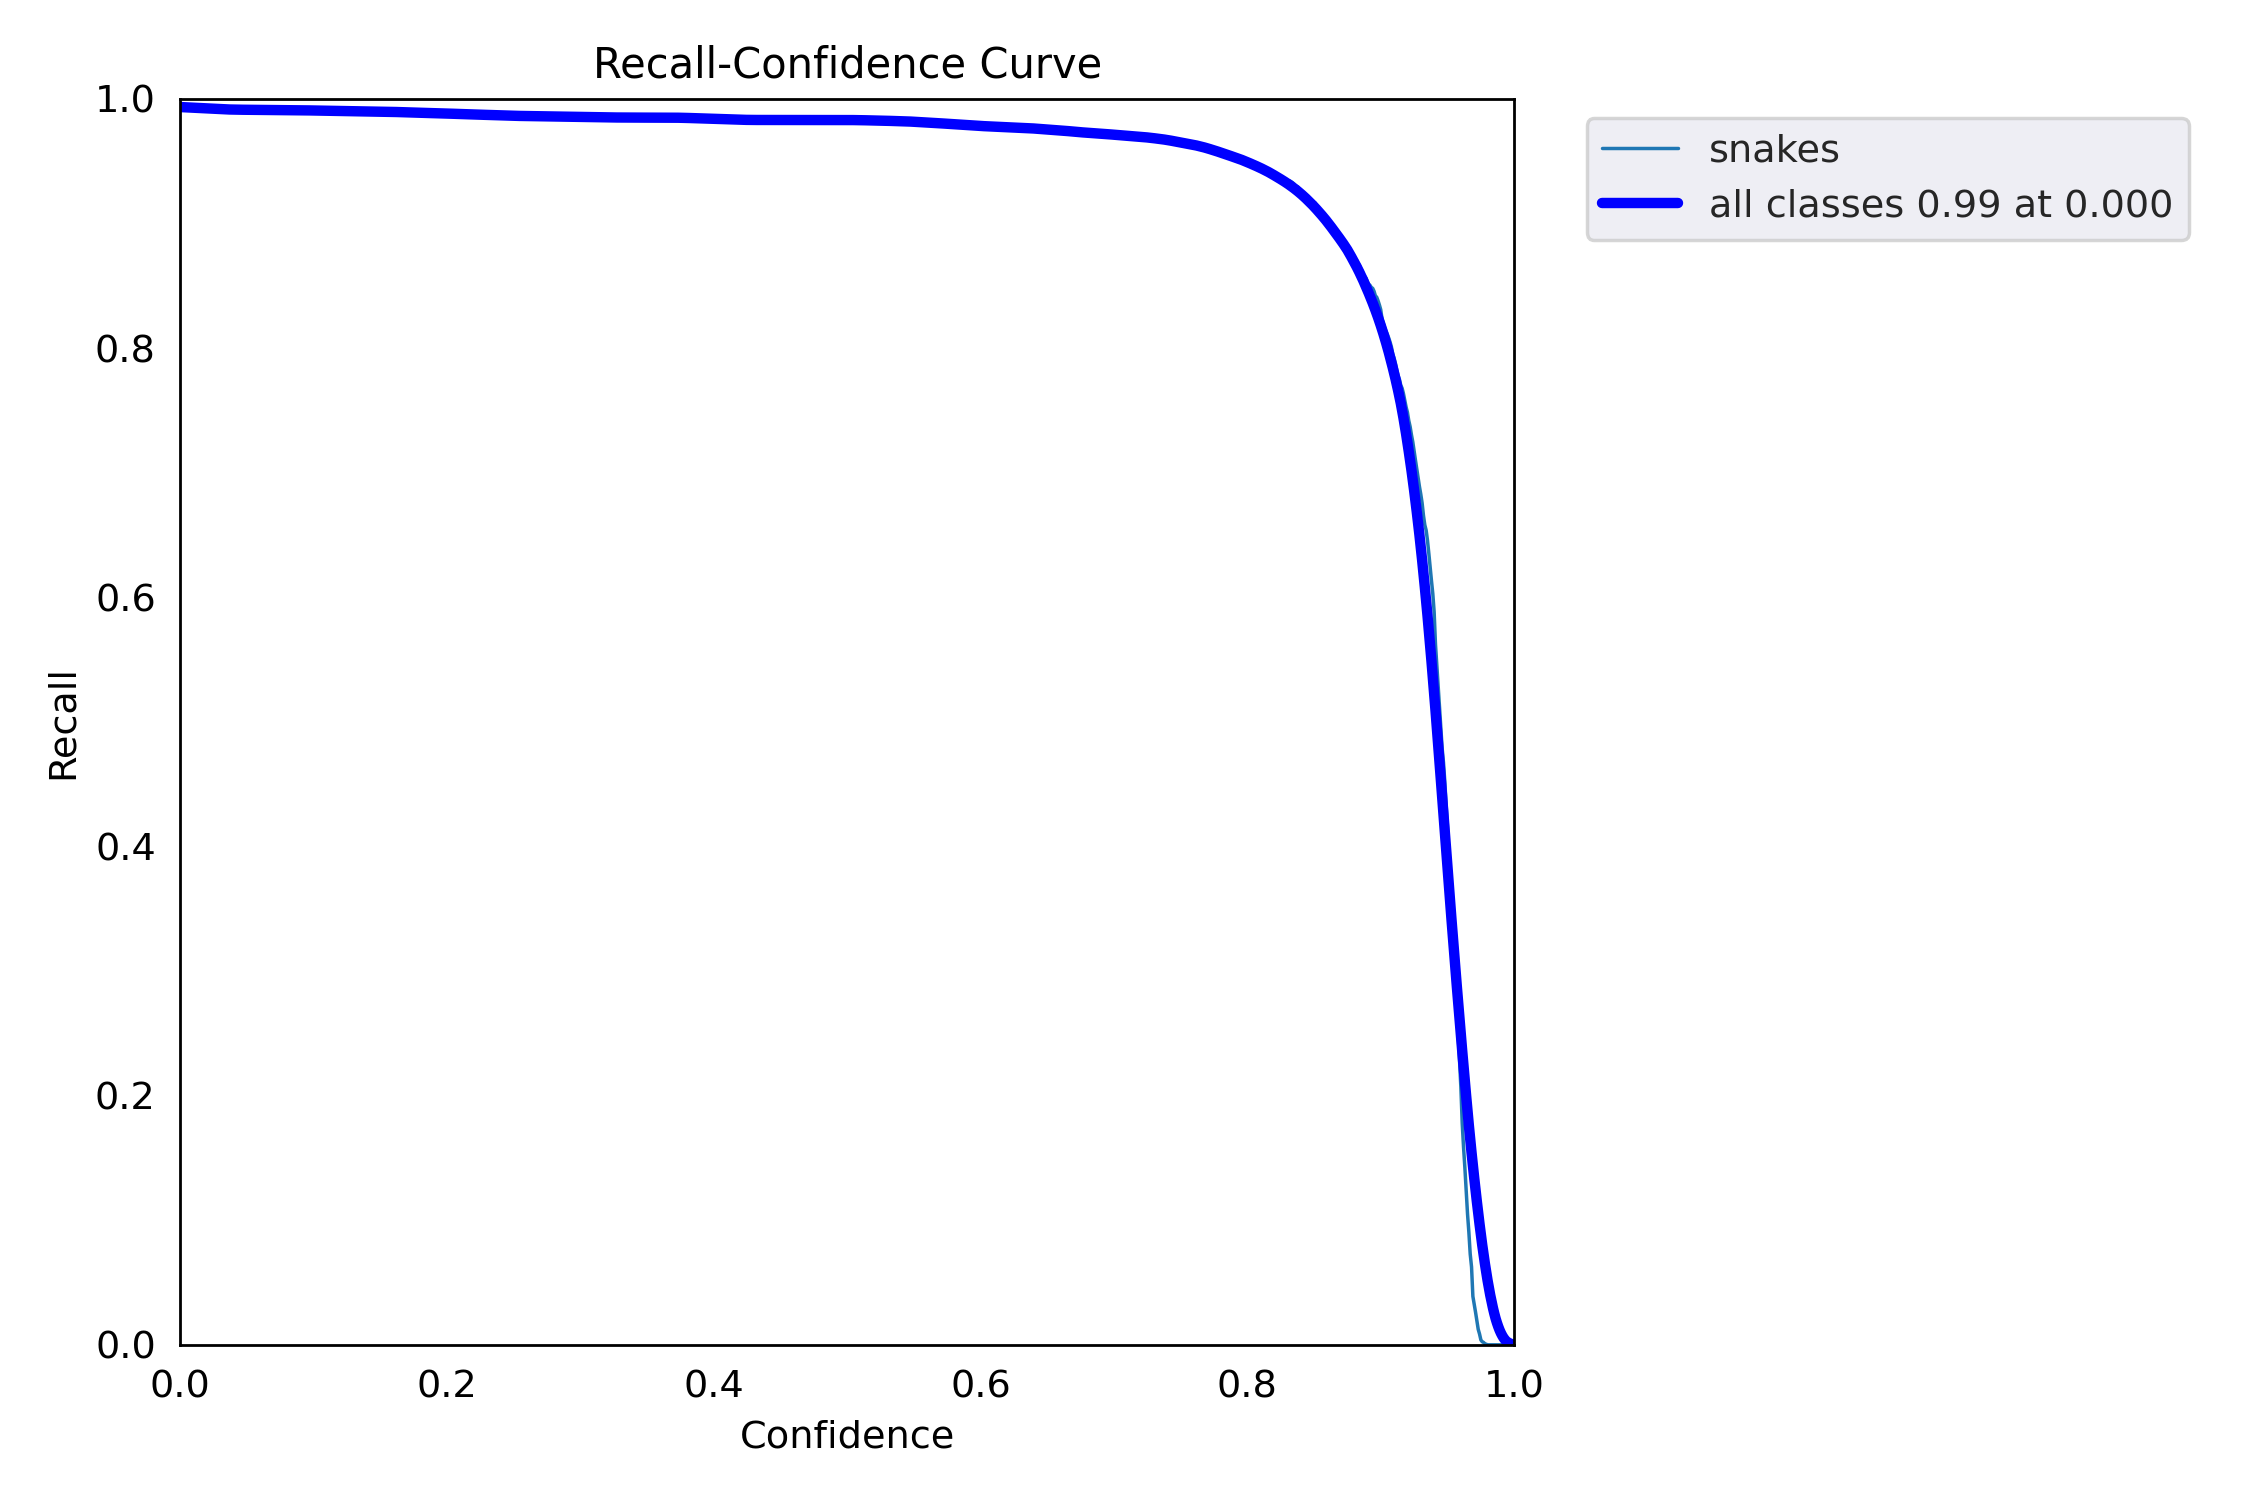 Recall-Confidence Curve
1.0
0.8
0.6
0.4
0.2
0.0
Recall
0.0 0.2 0.4 0.6 0.8 1.0
Confidence
snakes
all classes 0.99 at 0.000